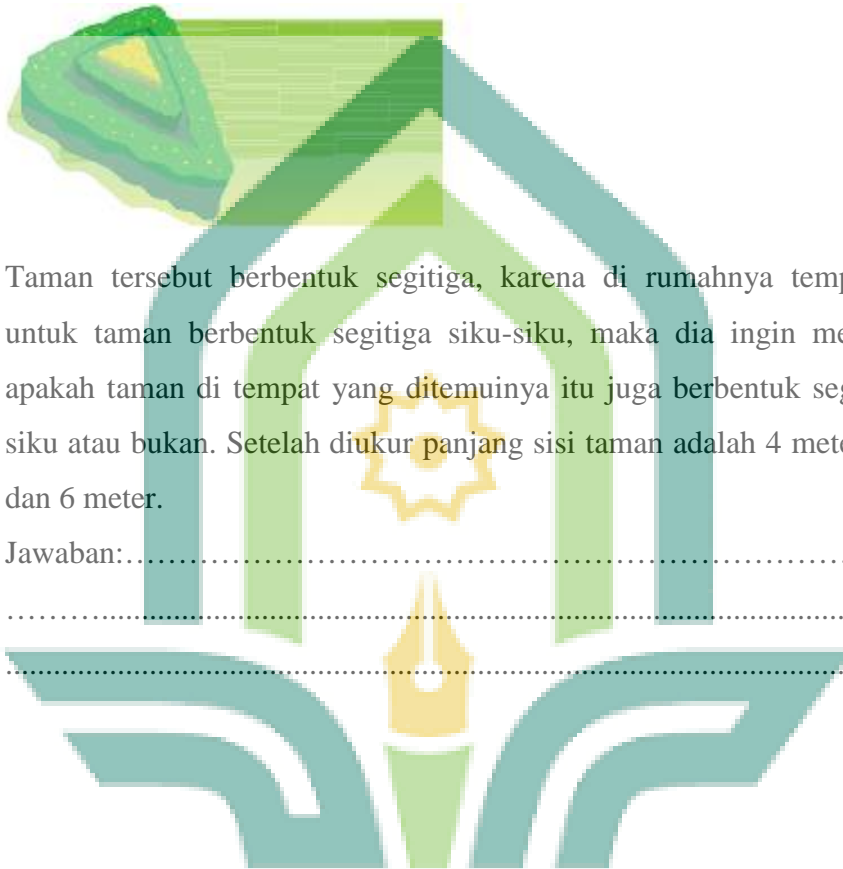 Taman tersebut berbentuk segitiga, karena di rumahnya temp
untuk taman berbentuk segitiga siku-siku, maka dia ingin me
apakah taman di tempat yang ditemuinya itu juga berbentuk seg
siku atau bukan. Setelah diukur panjang sisi taman adalah 4 mete
dan 6 meter.
Jawaban:…………………………………………………………………
………...........................................................................................
......................................................................................................